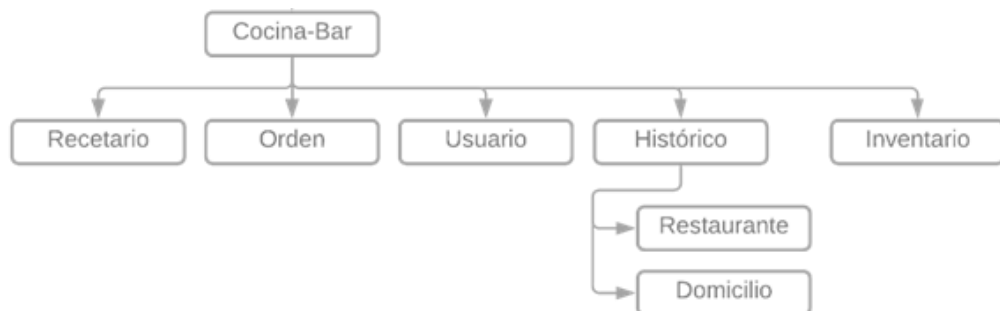 Cocina-Bar
Recetario
Orden
Usuario
Histórico
Inventario
Restaurante
Domicilio